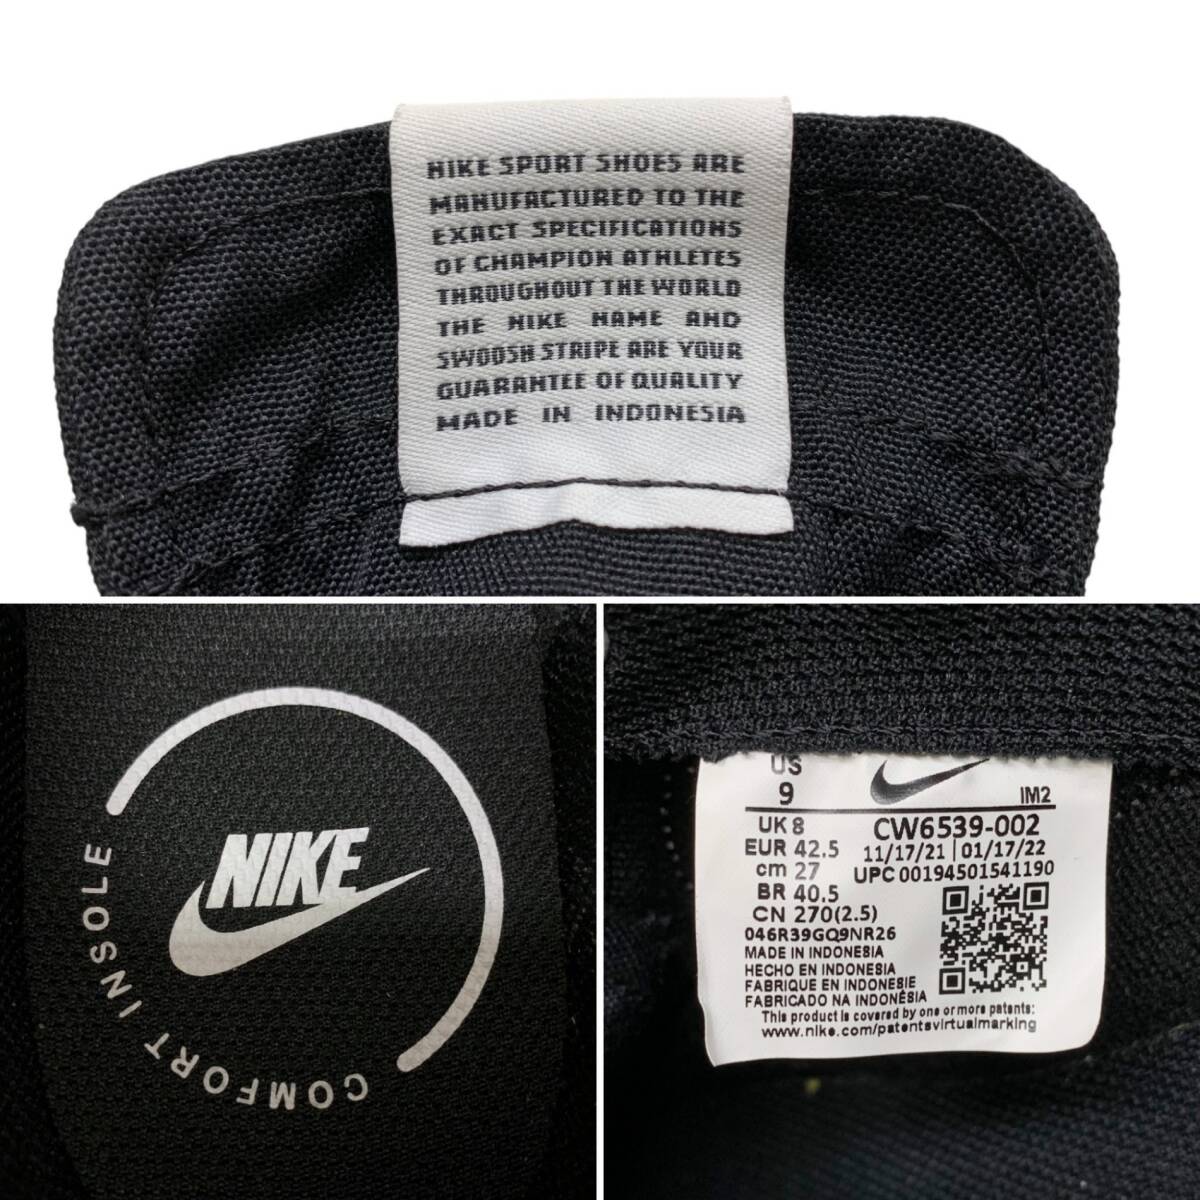 NIKE SPORT SHOES ARE
MANUFACTURED TO THE
EXACT SPECIFICATIONS
OF CHAMPION ATHLETES
THROUGHOUT THE WORLD
THE NIKE NAME AND
SWOOSH STRIPE ARE YOUR
GUARANTEE OF QUALITY
MADE IN INDONESIA
NIKE
COMFORT INSOLE
US
9
IM2
UK 8
CW6539-002
EUR 42.5
11/17/21 | 01/17/22
cm 27
UPC 00194501541190
BR 40.5
CN 270(2.5)
046R39GQ9NR26
MADE IN INDONESIA
HECHO EN INDONESIA
FABRIQUE EN INDONESIE
FABRICADO NA INDONÉSIA
This product is covered by one or more patents:
www.nike.com/patentsvirtualmarking